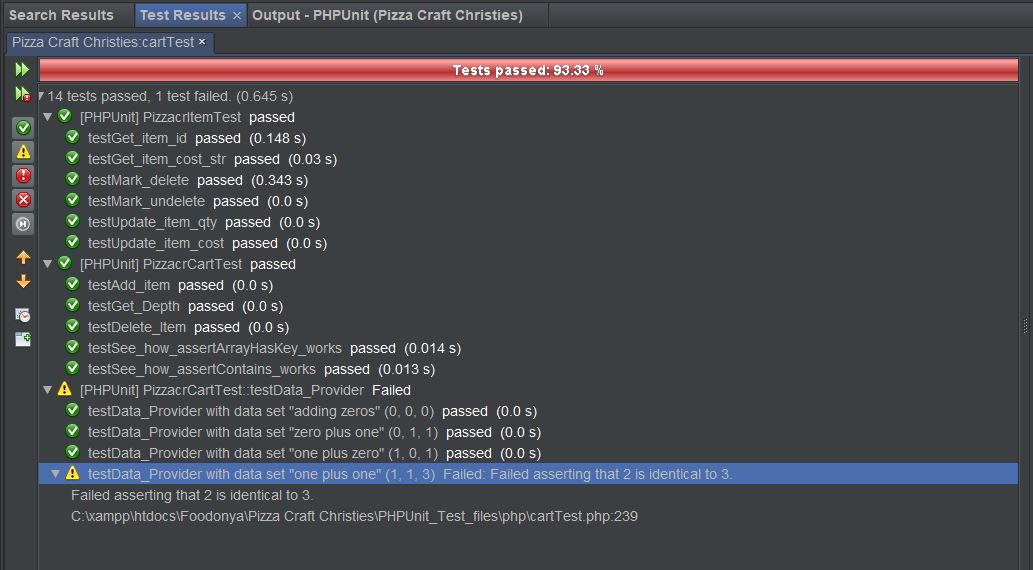 Search Results Test Results × Output - PHPUnit (Pizza Craft Christies)
Pizza Craft Christies:cartTest ×
Tests passed: 93.33 %
14 tests passed, 1 test failed. (0.645 s)
[PHPUnit] PizzacrItemTest passed
testGet_item_id passed (0.148 s)
testGet_item_cost_str passed (0.03 s)
testMark_delete passed (0.343 s)
testMark_undelete passed (0.0 s)
testUpdate_item_qty passed (0.0 s)
testUpdate_item_cost passed (0.0 s)
[PHPUnit] PizzacrCartTest passed
testAdd_item passed (0.0 s)
testGet_Depth passed (0.0 s)
testDelete_Item passed (0.0 s)
testSee_how_assertArrayHasKey_works passed (0.014 s)
testSee_how_assertContains_works passed (0.013 s)
[PHPUnit] PizzacrCartTest::testData_Provider Failed
testData_Provider with data set "adding zeros" (0, 0, 0) passed (0.0 s)
testData_Provider with data set "zero plus one" (0, 1, 1) passed (0.0 s)
testData_Provider with data set "one plus zero" (1, 0, 1) passed (0.0 s)
testData_Provider with data set "one plus one" (1, 1, 3) Failed: Failed asserting that 2 is identical to 3.
Failed asserting that 2 is identical to 3.
C:\xampp\htdocs\Foodonya\Pizza Craft Christies\PHPUnit_Test_files\php\cartTest.php:239